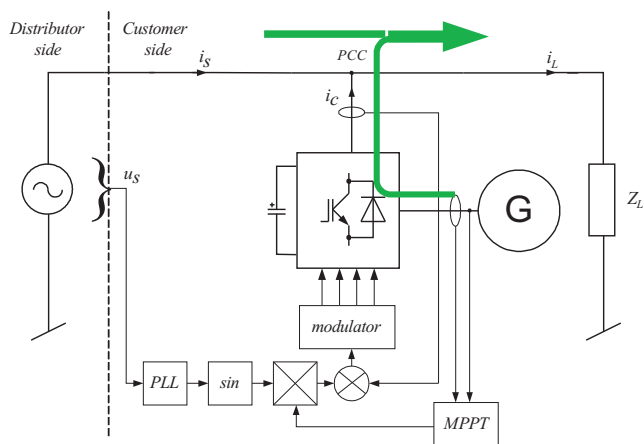 Distributor side
Customer side
PCC
i_S
i_L
i_C
u_S
+
G
Z_L
modulator
PLL
sin
MPPT